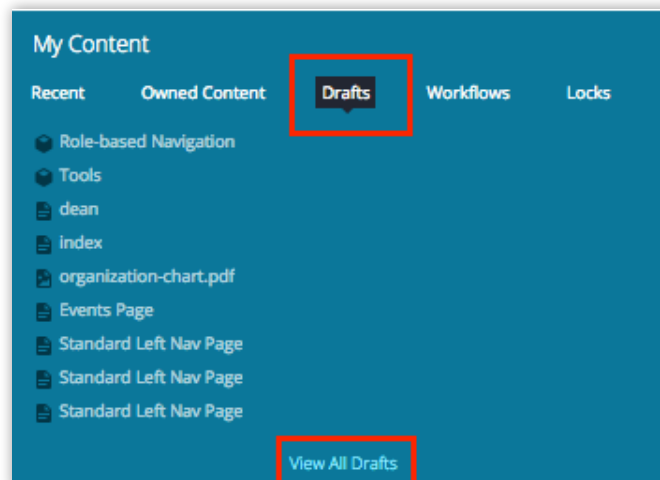 My Content
Recent Owned Content Drafts Workflows Locks
Role-based Navigation
Tools
dean
index
organization-chart.pdf
Events Page
Standard Left Nav Page
Standard Left Nav Page
Standard Left Nav Page
View All Drafts